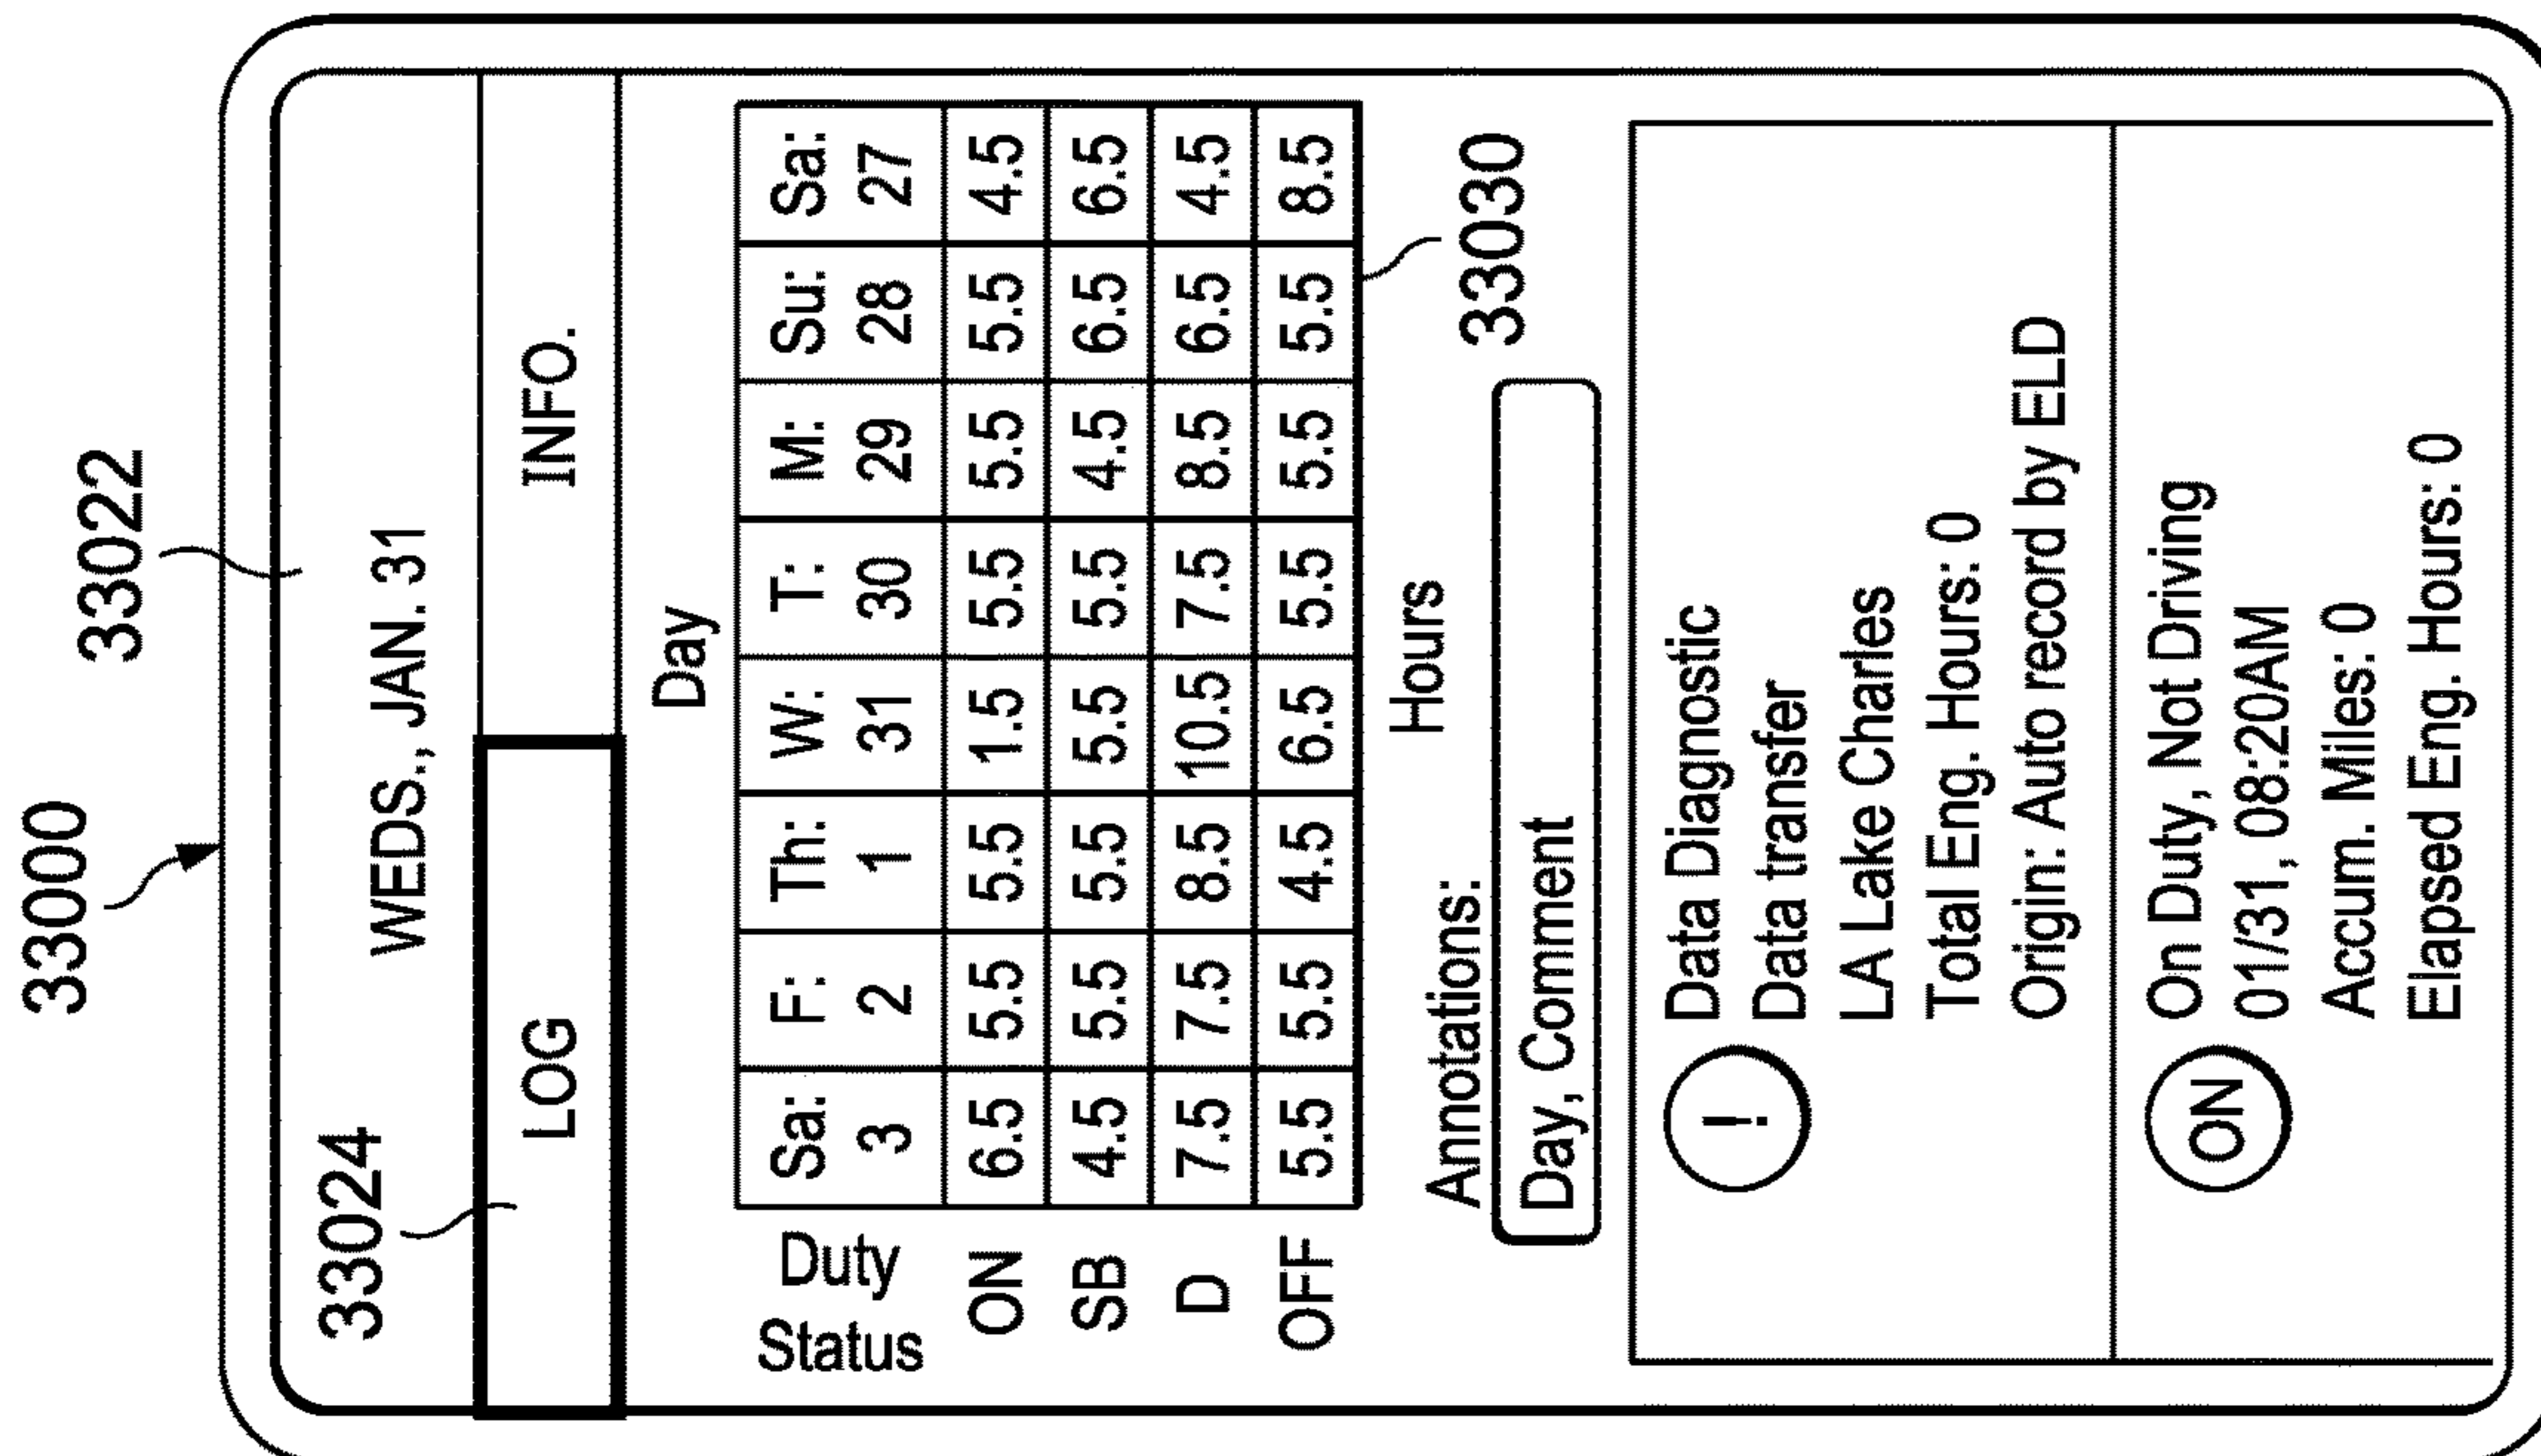 33000
33022
33024
WEDS., JAN. 31
LOG INFO.
Day
Duty Status Sa: 3 F: 2 Th: 1 W: 31 T: 30 M: 29 Su: 28 Sa: 27
ON 6.5 5.5 5.5 1.5 5.5 5.5 5.5 4.5
SB 4.5 5.5 5.5 5.5 5.5 4.5 6.5 6.5
D 7.5 7.5 8.5 10.5 7.5 8.5 6.5 4.5
OFF 5.5 5.5 4.5 6.5 5.5 5.5 5.5 8.5
Hours
33030
Annotations:
Day, Comment
! Data Diagnostic
Data transfer
LA Lake Charles
Total Eng. Hours: 0
Origin: Auto record by ELD
ON On Duty, Not Driving
01/31, 08:20AM
Accum. Miles: 0
Elapsed Eng. Hours: 0